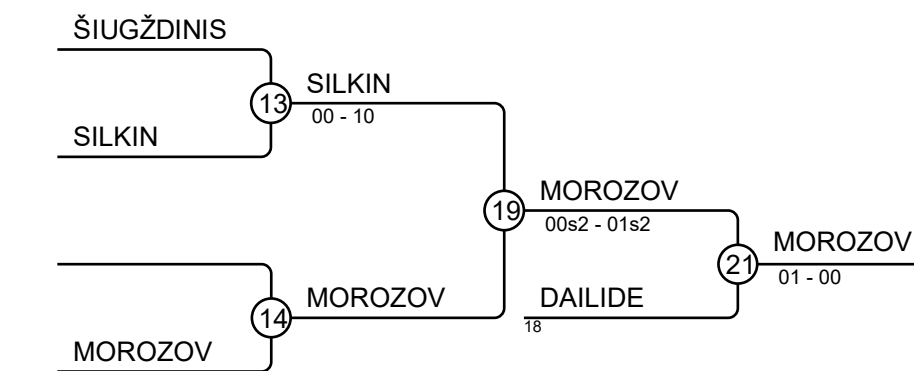 ŠIUGŽDINIS
13
SILKIN
00 - 10
SILKIN
19
MOROZOV
00s2 - 01s2
21
MOROZOV
01 - 00
14
MOROZOV
DAILIDE
18
MOROZOV